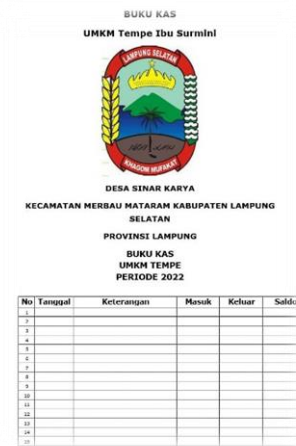 BUKU KAS
UMKM Tempe Ibu Surmini
LAMPUNG SELATAN
KHAGOM MUFAKAT
DESA SINAR KARYA
KECAMATAN MERBAU MATARAM KABUPATEN LAMPUNG
SELATAN
PROVINSI LAMPUNG
BUKU KAS
UMKM TEMPE
PERIODE 2022
No Tanggal Keterangan Masuk Keluar Saldo
1
2
3
4
5
6
7
8
9
10
11
12
13
14
15